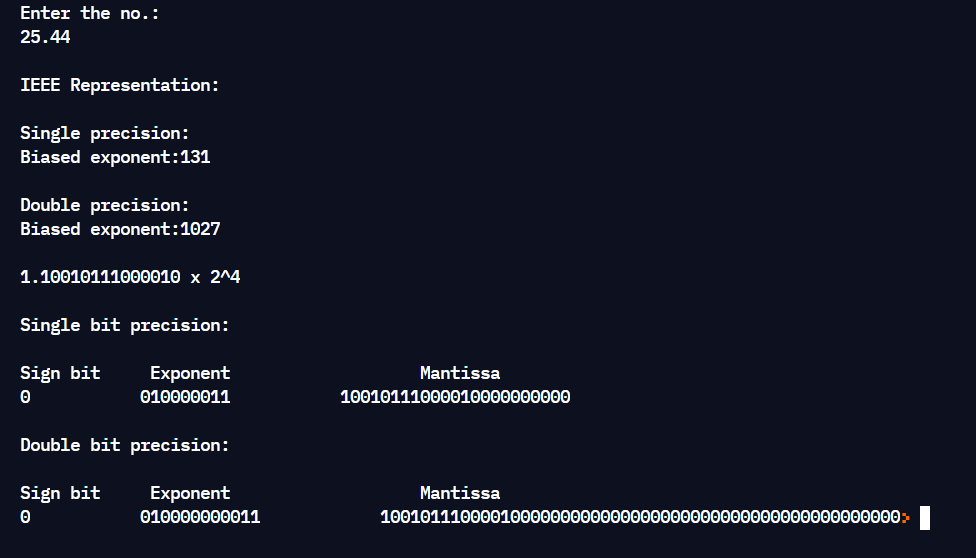 Enter the no.:
25.44
IEEE Representation:
Single precision:
Biased exponent:131
Double precision:
Biased exponent:1027
1.10010111000010 x 2^4
Single bit precision:
Sign bit     Exponent                   Mantissa
0           010000011           10010111000010000000000
Double bit precision:
Sign bit     Exponent                   Mantissa
0           010000000011            1001011100001000000000000000000000000000000000000000>